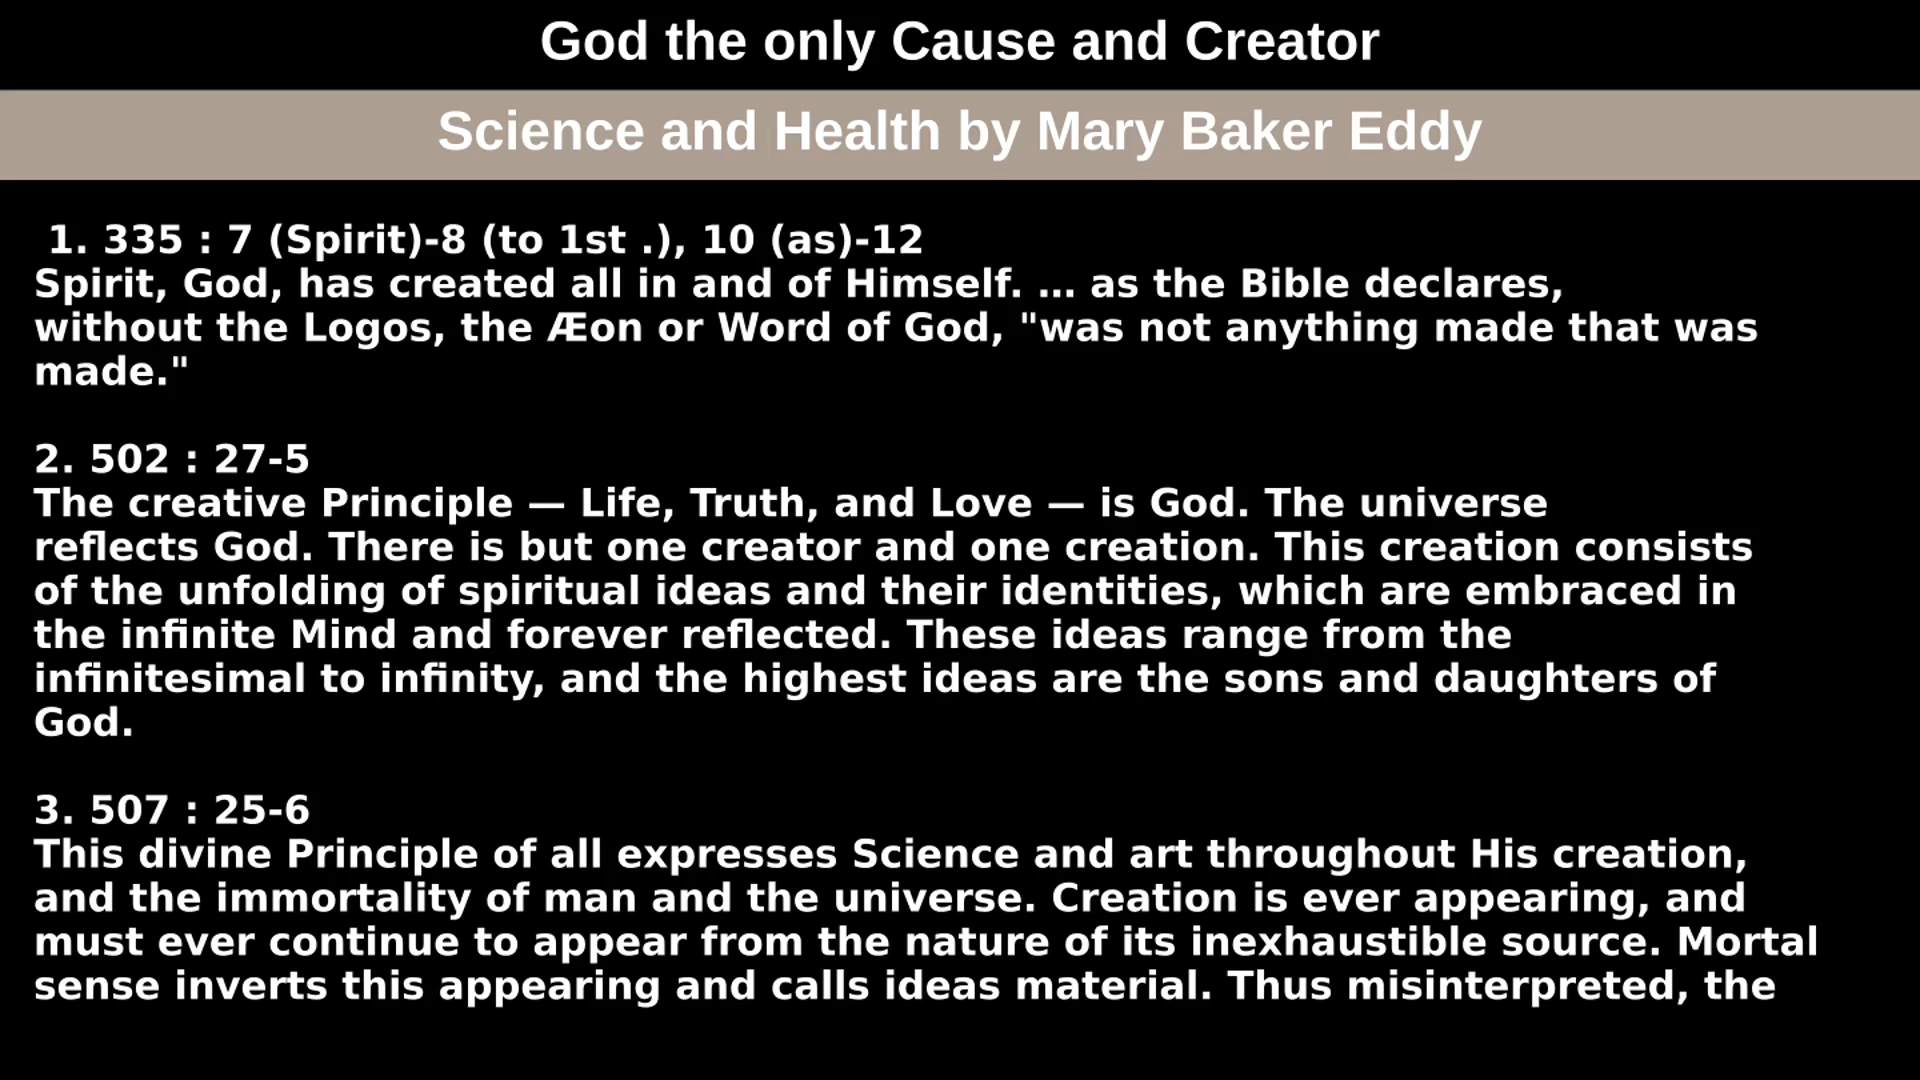 God the only Cause and Creator
Science and Health by Mary Baker Eddy
1. 335 : 7 (Spirit)-8 (to 1st .), 10 (as)-12
Spirit, God, has created all in and of Himself. … as the Bible declares,
without the Logos, the Æon or Word of God, "was not anything made that was
made."
2. 502 : 27-5
The creative Principle — Life, Truth, and Love — is God. The universe
reflects God. There is but one creator and one creation. This creation consists
of the unfolding of spiritual ideas and their identities, which are embraced in
the infinite Mind and forever reflected. These ideas range from the
infinitesimal to infinity, and the highest ideas are the sons and daughters of
God.
3. 507 : 25-6
This divine Principle of all expresses Science and art throughout His creation,
and the immortality of man and the universe. Creation is ever appearing, and
must ever continue to appear from the nature of its inexhaustible source. Mortal
sense inverts this appearing and calls ideas material. Thus misinterpreted, the